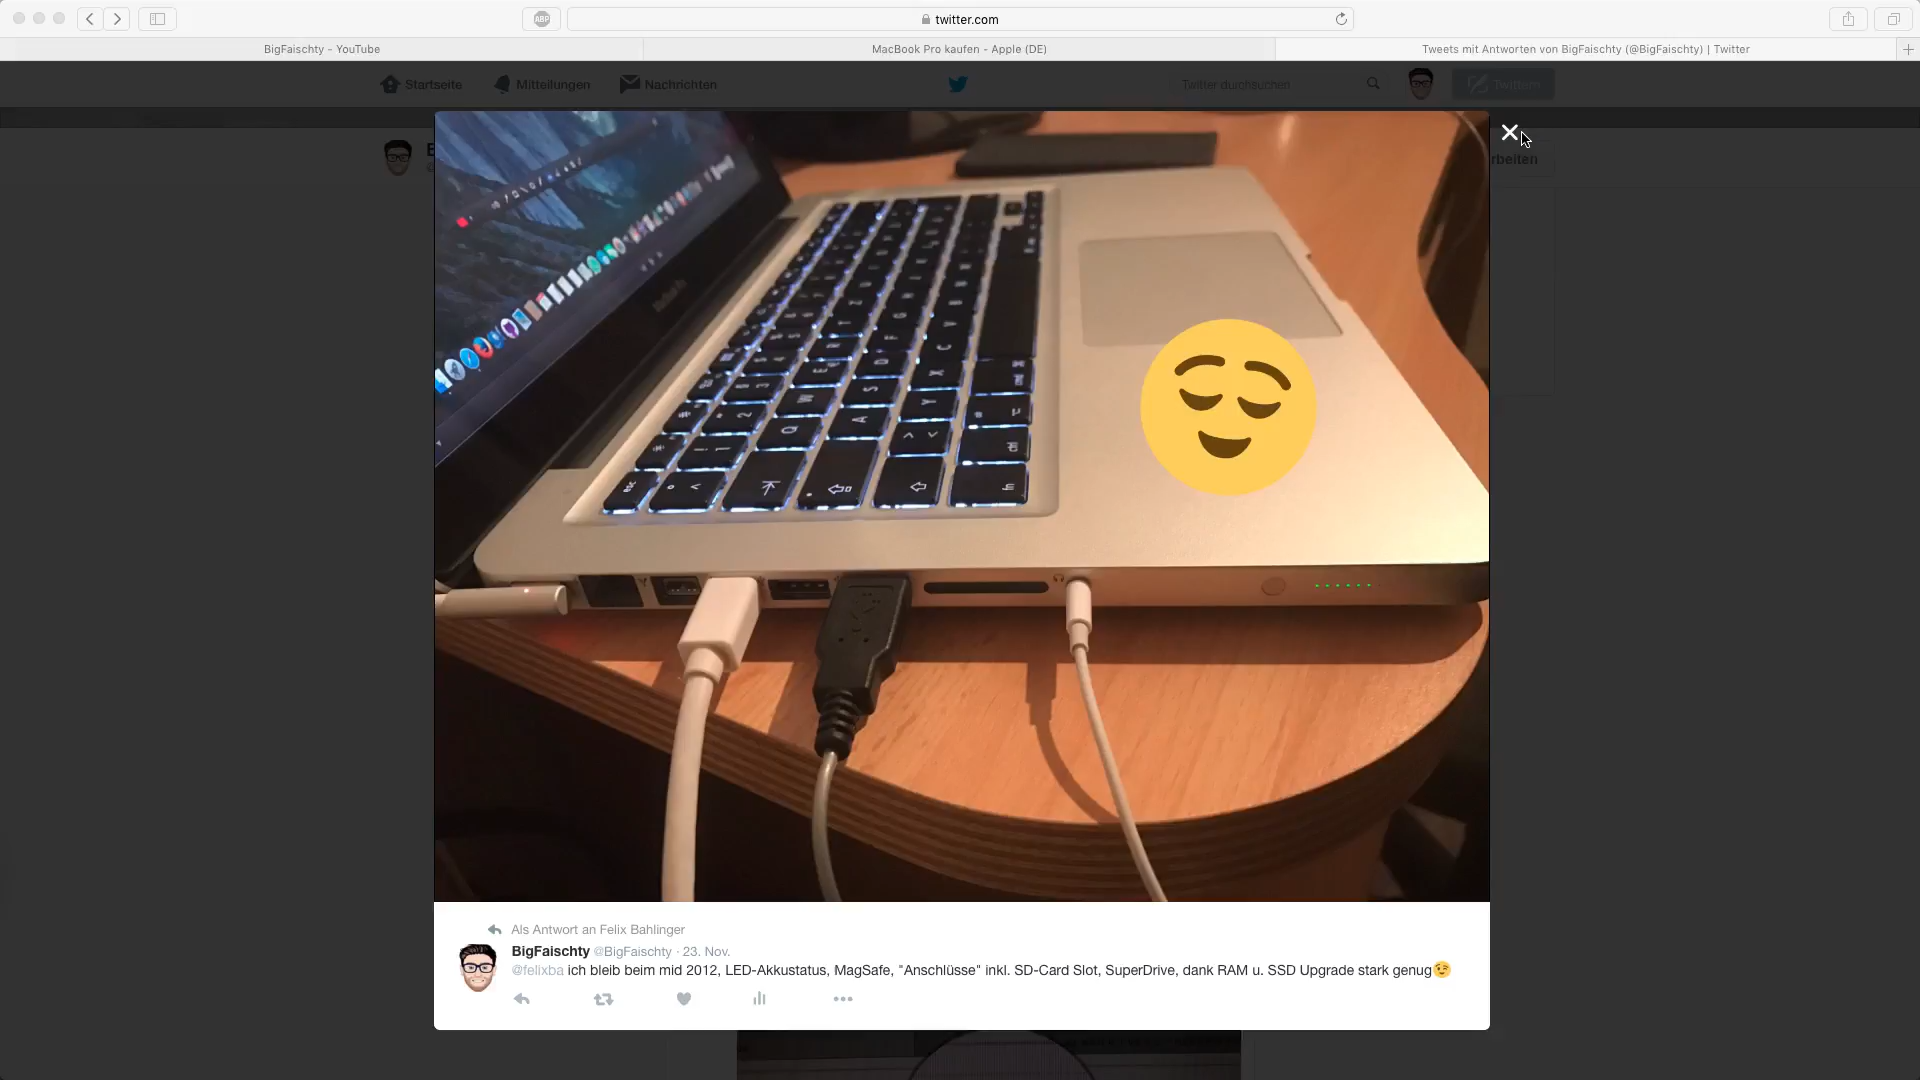 ABP
twitter.com
BigFaischty - YouTube
MacBook Pro kaufen - Apple (DE)
Tweets mit Antworten von BigFaischty (@BigFaischty) | Twitter
Startseite
Mitteilungen
Nachrichten
Twitter durchsuchen
Twittern
rbeiten
Als Antwort an Felix Bahlinger
BigFaischty @BigFaischty · 23. Nov.
@felixba ich bleib beim mid 2012, LED-Akkustatus, MagSafe, "Anschlüsse" inkl. SD-Card Slot, SuperDrive, dank RAM u. SSD Upgrade stark genug😉